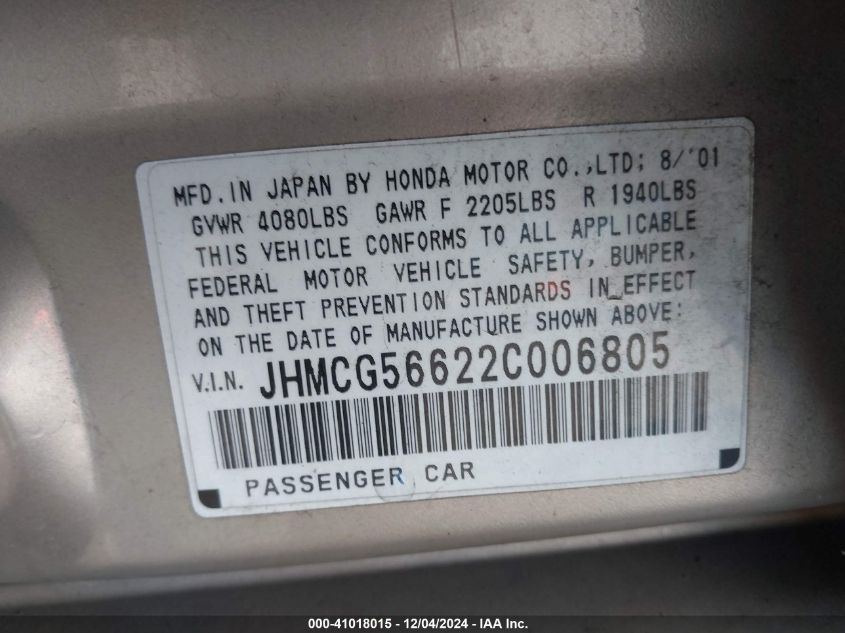 MFD. IN JAPAN BY HONDA MOTOR CO.,LTD; 8/'01
GVWR 4080LBS GAWR F 2205LBS R 1940LBS
THIS VEHICLE CONFORMS TO ALL APPLICABLE
FEDERAL MOTOR VEHICLE SAFETY, BUMPER,
AND THEFT PREVENTION STANDARDS IN EFFECT
ON THE DATE OF MANUFACTURE SHOWN ABOVE:
V.I.N. JHMCG56622C006805
PASSENGER CAR
000-41018015 - 12/04/2024 - IAA Inc.